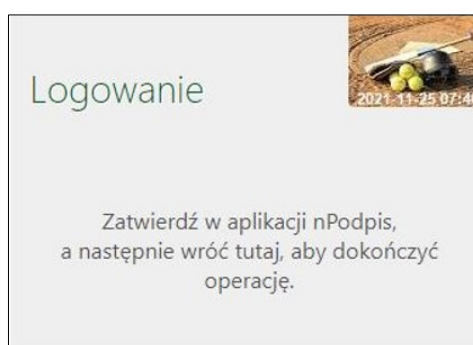 Logowanie
2021-11-25 07:4
Zatwierdź w aplikacji nPodpis,
a następnie wróć tutaj, aby dokończyć
operację.